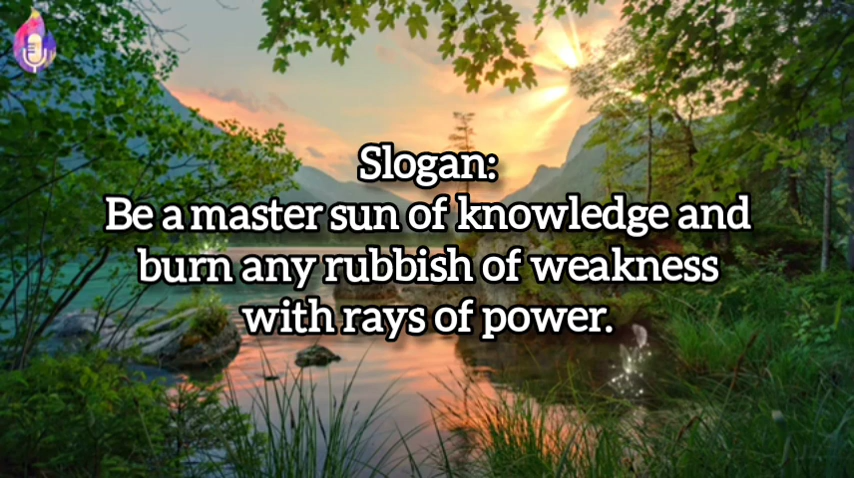 Slogan:
Be a master sun of knowledge and
burn any rubbish of weakness
with rays of power.